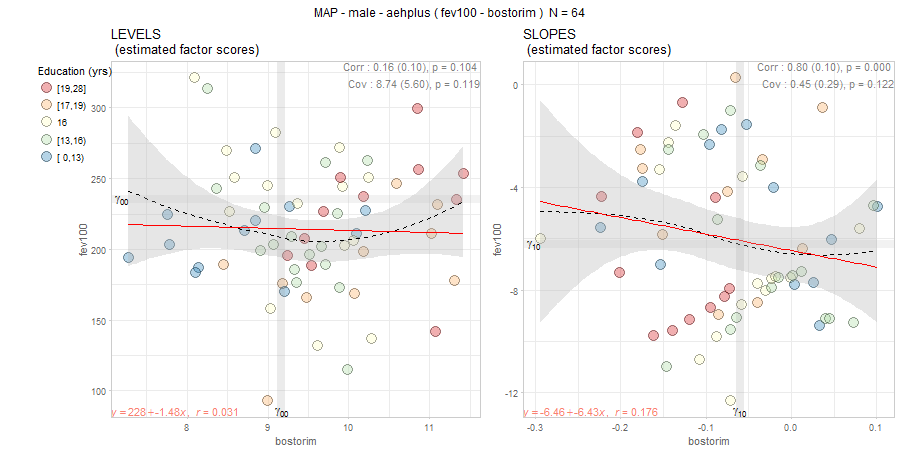 MAP - male - aehplus ( fev100 - bostorim ) N = 64
LEVELS
(estimated factor scores)
Corr : 0.16 (0.10), p = 0.104
Cov : 8.74 (5.60), p = 0.119
Education (yrs)
[19,28]
[17,19)
16
[13,16)
[ 0,13)
300
250
200
150
100
fev100
γ00
y = 228+-1.48x, r = 0.031
γ00
8
9
10
11
bostorim
SLOPES
(estimated factor scores)
Corr : 0.80 (0.10), p = 0.000
Cov : 0.45 (0.29), p = 0.122
0
-4
-8
-12
fev100
γ10
y = -6.46+-6.43x, r = 0.176
γ10
-0.3
-0.2
-0.1
0.0
0.1
bostorim